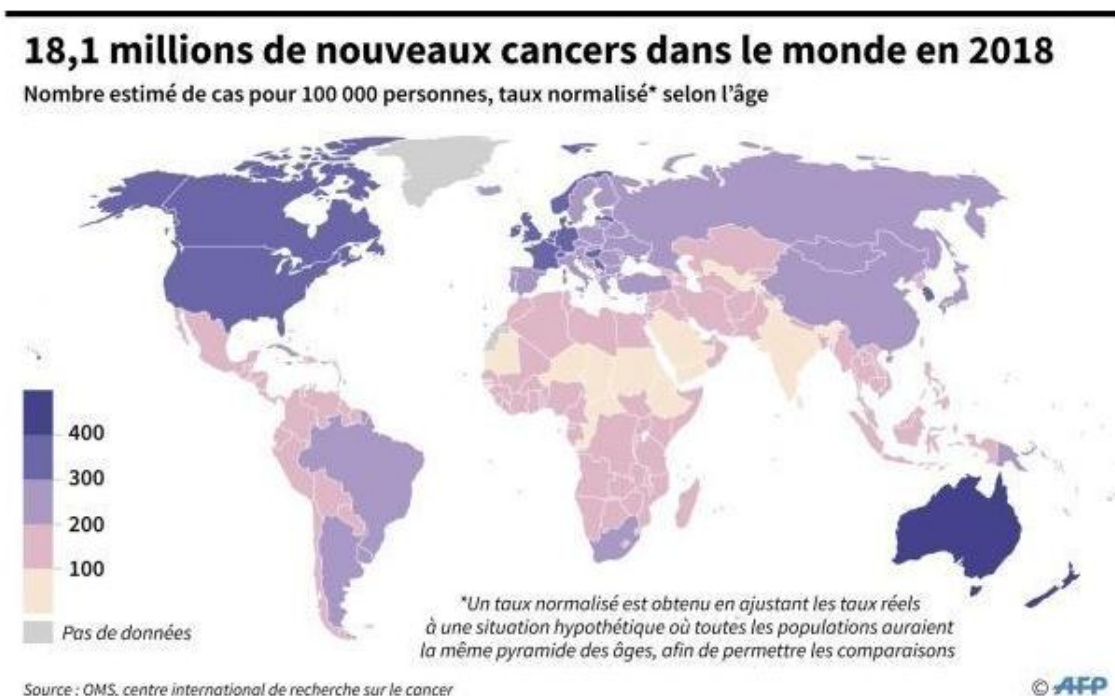 18,1 millions de nouveaux cancers dans le monde en 2018
Nombre estimé de cas pour 100 000 personnes, taux normalisé* selon l'âge
400
300
200
100
Pas de données
*Un taux normalisé est obtenu en ajustant les taux réels
à une situation hypothétique où toutes les populations auraient
la même pyramide des âges, afin de permettre les comparaisons
Source : OMS, centre international de recherche sur le cancer
© AFP